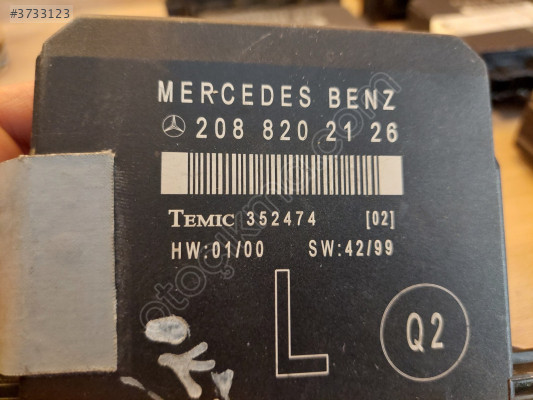 #3733123
MERCEDES BENZ
208 820 21 26
TEMIC 352474 [02]
HW:01/00 SW:42/99
L
Q2